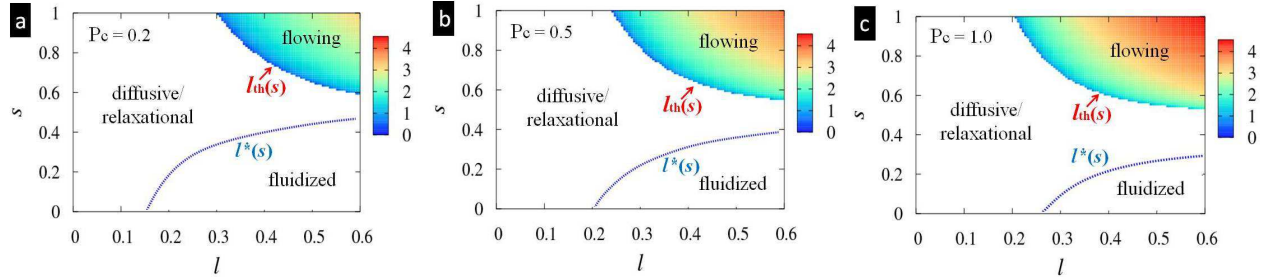 a
Pc = 0.2
flowing
lth(s)
diffusive/
relaxational
l*(s)
fluidized
s
1
0.8
0.6
0.4
0.2
0
0 0.1 0.2 0.3 0.4 0.5 0.6
l
4
3
2
1
0
b
Pc = 0.5
flowing
lth(s)
diffusive/
relaxational
l*(s)
fluidized
s
1
0.8
0.6
0.4
0.2
0
0 0.1 0.2 0.3 0.4 0.5 0.6
l
4
3
2
1
0
c
Pc = 1.0
flowing
lth(s)
diffusive/
relaxational
l*(s)
fluidized
s
1
0.8
0.6
0.4
0.2
0
0 0.1 0.2 0.3 0.4 0.5 0.6
l
4
3
2
1
0